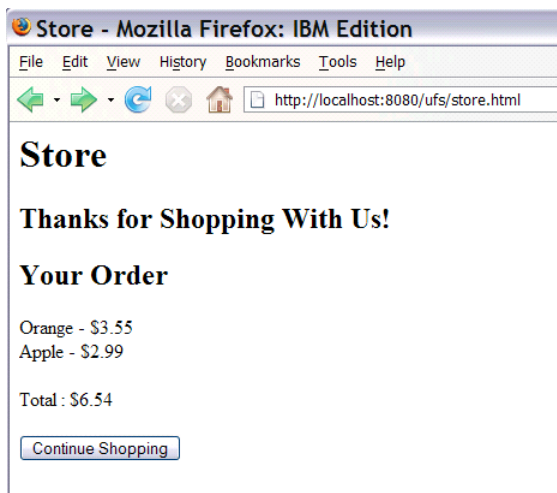 Store - Mozilla Firefox: IBM Edition
File Edit View History Bookmarks Tools Help
http://localhost:8080/ufs/store.html
Store
Thanks for Shopping With Us!
Your Order
Orange - $3.55
Apple - $2.99
Total : $6.54
Continue Shopping